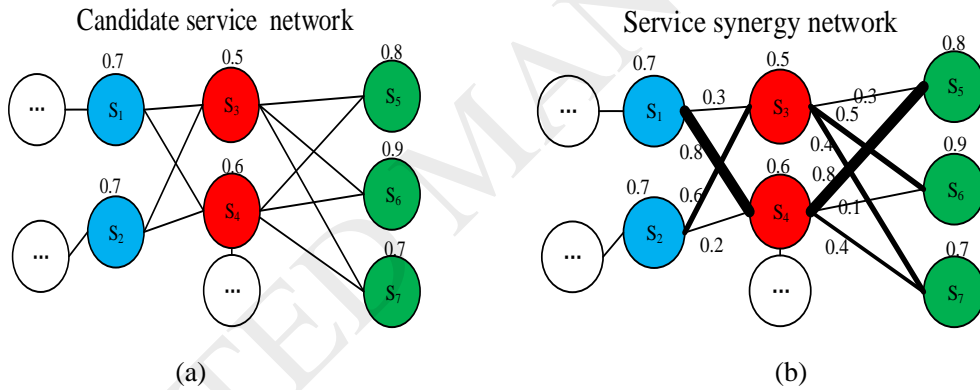 Candidate service network
0.7
0.5
0.8
...
S1
S3
S5
0.6
0.9
0.7
...
S2
S4
S6
0.7
...
S7
(a)
Service synergy network
0.7
0.5
0.8
...
S1
0.3
S3
0.3
S5
0.5
0.8
0.4
0.6
0.9
0.7
0.6
0.8
...
S2
S4
0.1
S6
0.2
0.4
0.7
...
S7
(b)
TED MAN